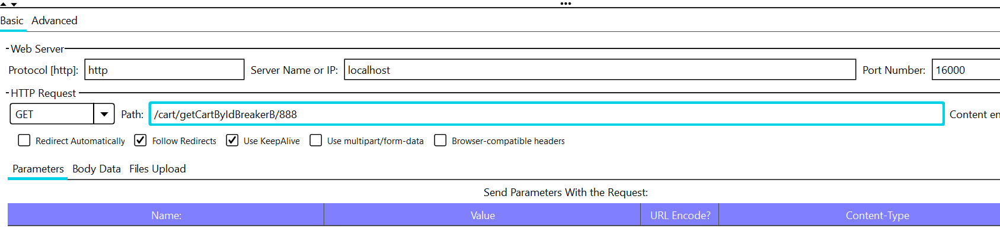 Basic Advanced
Web Server
Protocol [http]: http Server Name or IP: localhost Port Number: 16000
HTTP Request
GET Path: /cart/getCartByIdBreakerB/888 Content en
Redirect Automatically Follow Redirects Use KeepAlive Use multipart/form-data Browser-compatible headers
Parameters Body Data Files Upload
Send Parameters With the Request:
Name: Value URL Encode? Content-Type